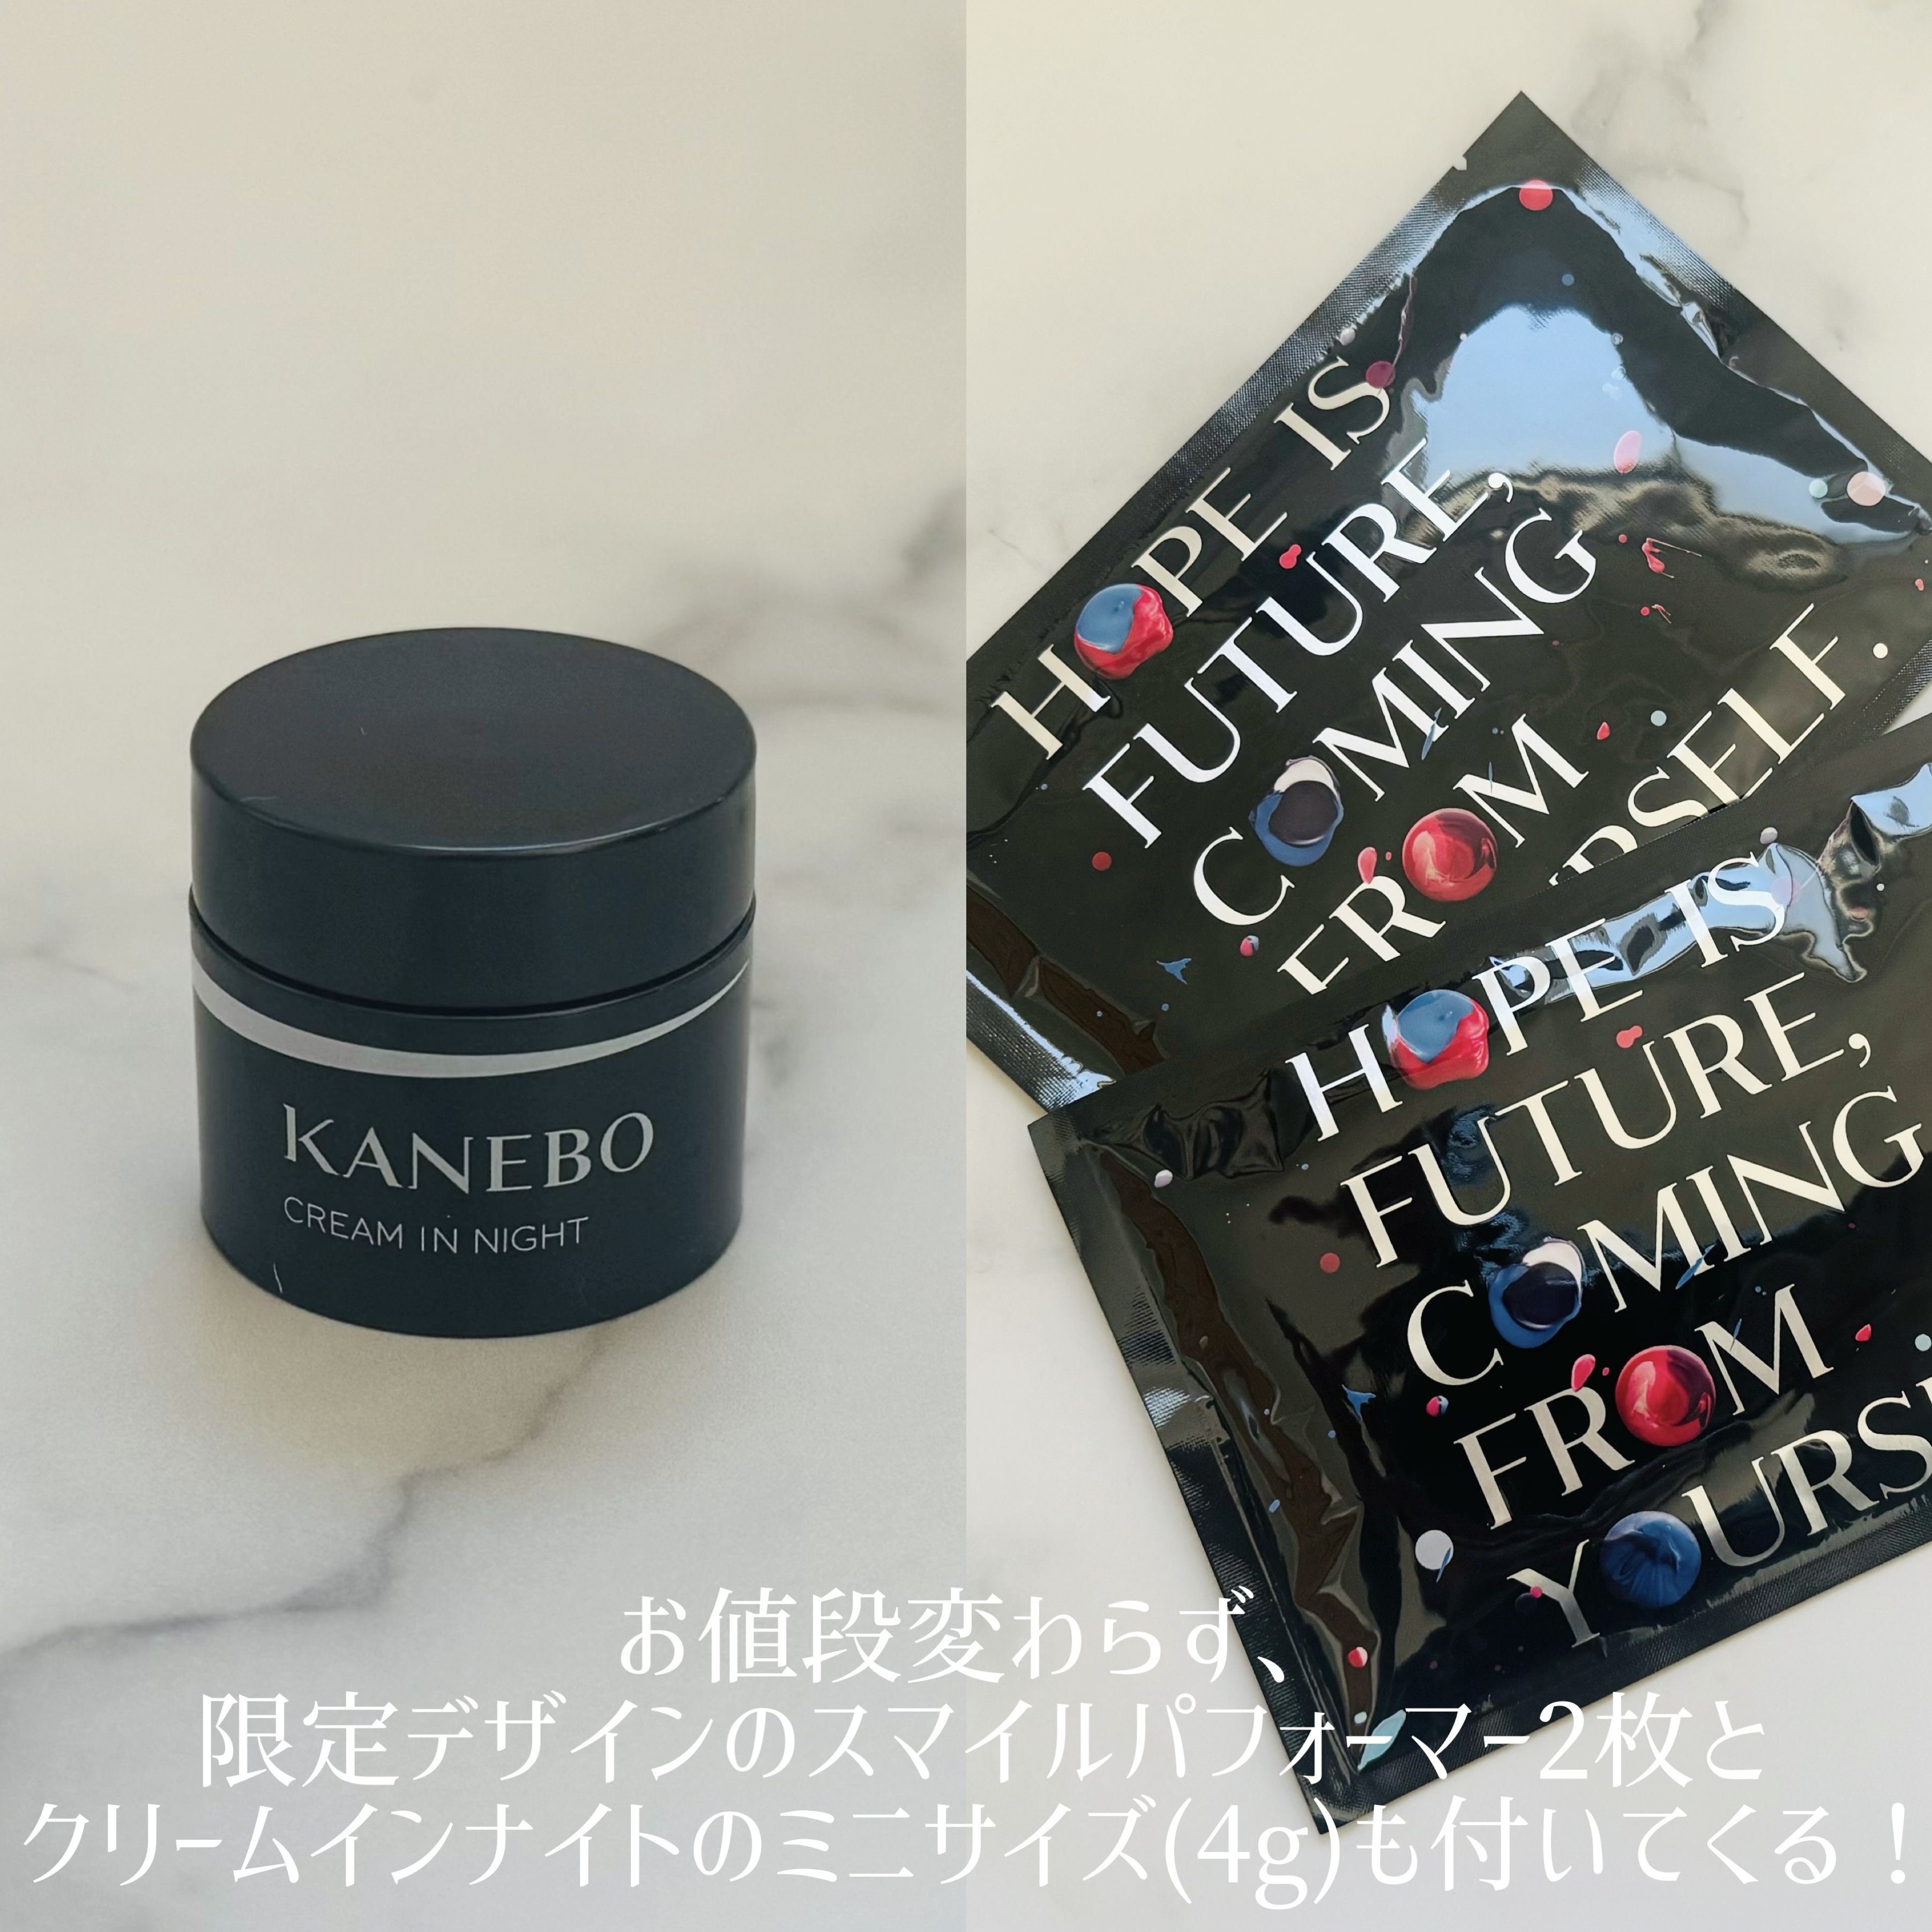 KANEBO
CREAM IN NIGHT
HOPE IS
FUTURE,
COMING
FROM
RSELF.
HOPE IS
FUTURE,
COMING
FROM
YOURS
お値段変わらず、
限定デザインのスマイルパフォーマー2枚と
クリームインナイトのミニサイズ(4g)も付いてくる！